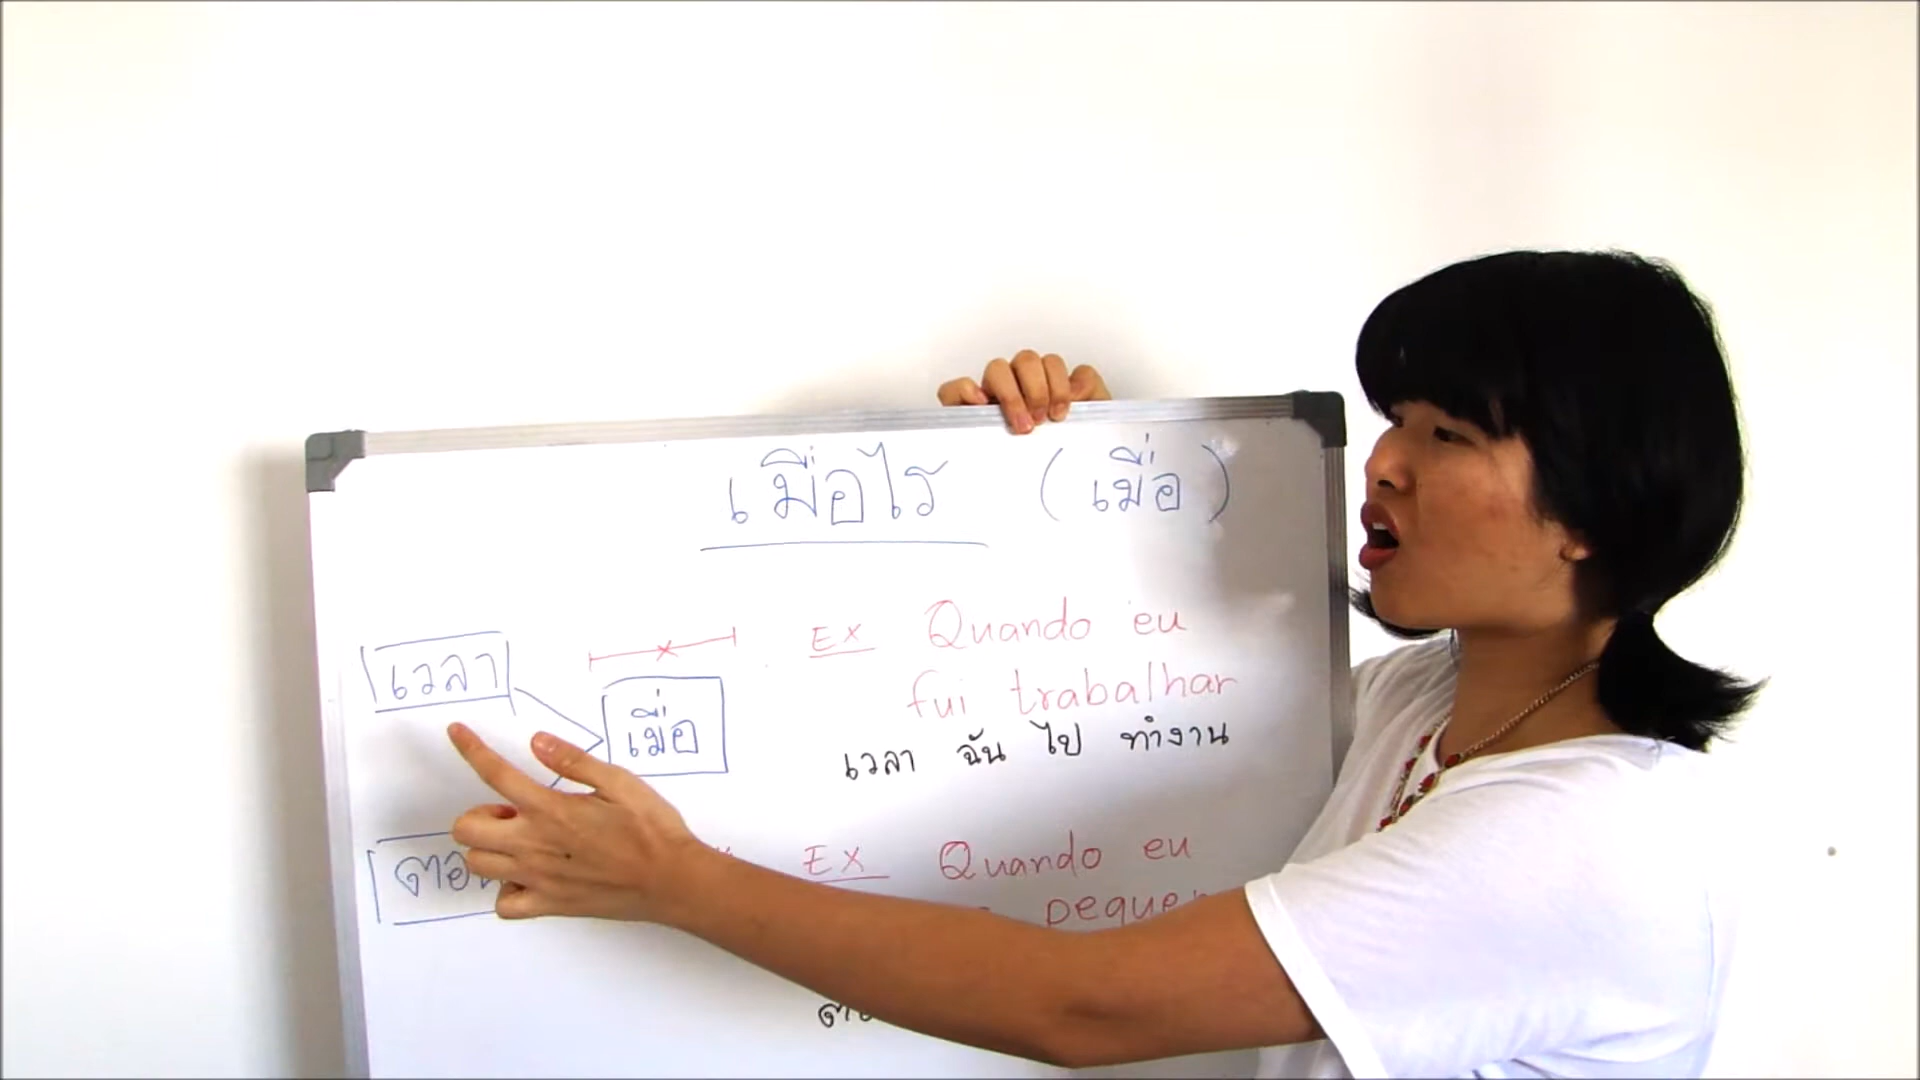 เมื่อไร (เมื่อ)
เวลา
เมื่อ
EX Quando eu
fui trabalhar
เวลา ฉัน ไป ทำงาน
EX Quando eu